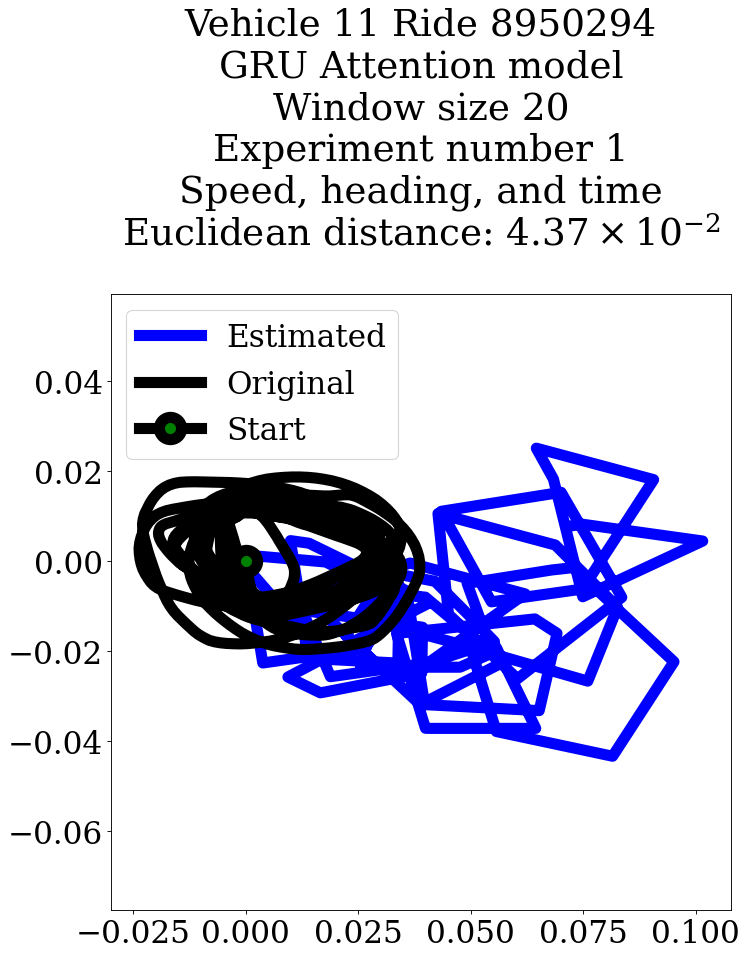 Vehicle 11 Ride 8950294
GRU Attention model
Window size 20
Experiment number 1
Speed, heading, and time
Euclidean distance: 4.37 × 10⁻²
Estimated
Original
Start
0.04
0.02
0.00
−0.02
−0.04
−0.06
−0.025 0.000 0.025 0.050 0.075 0.100